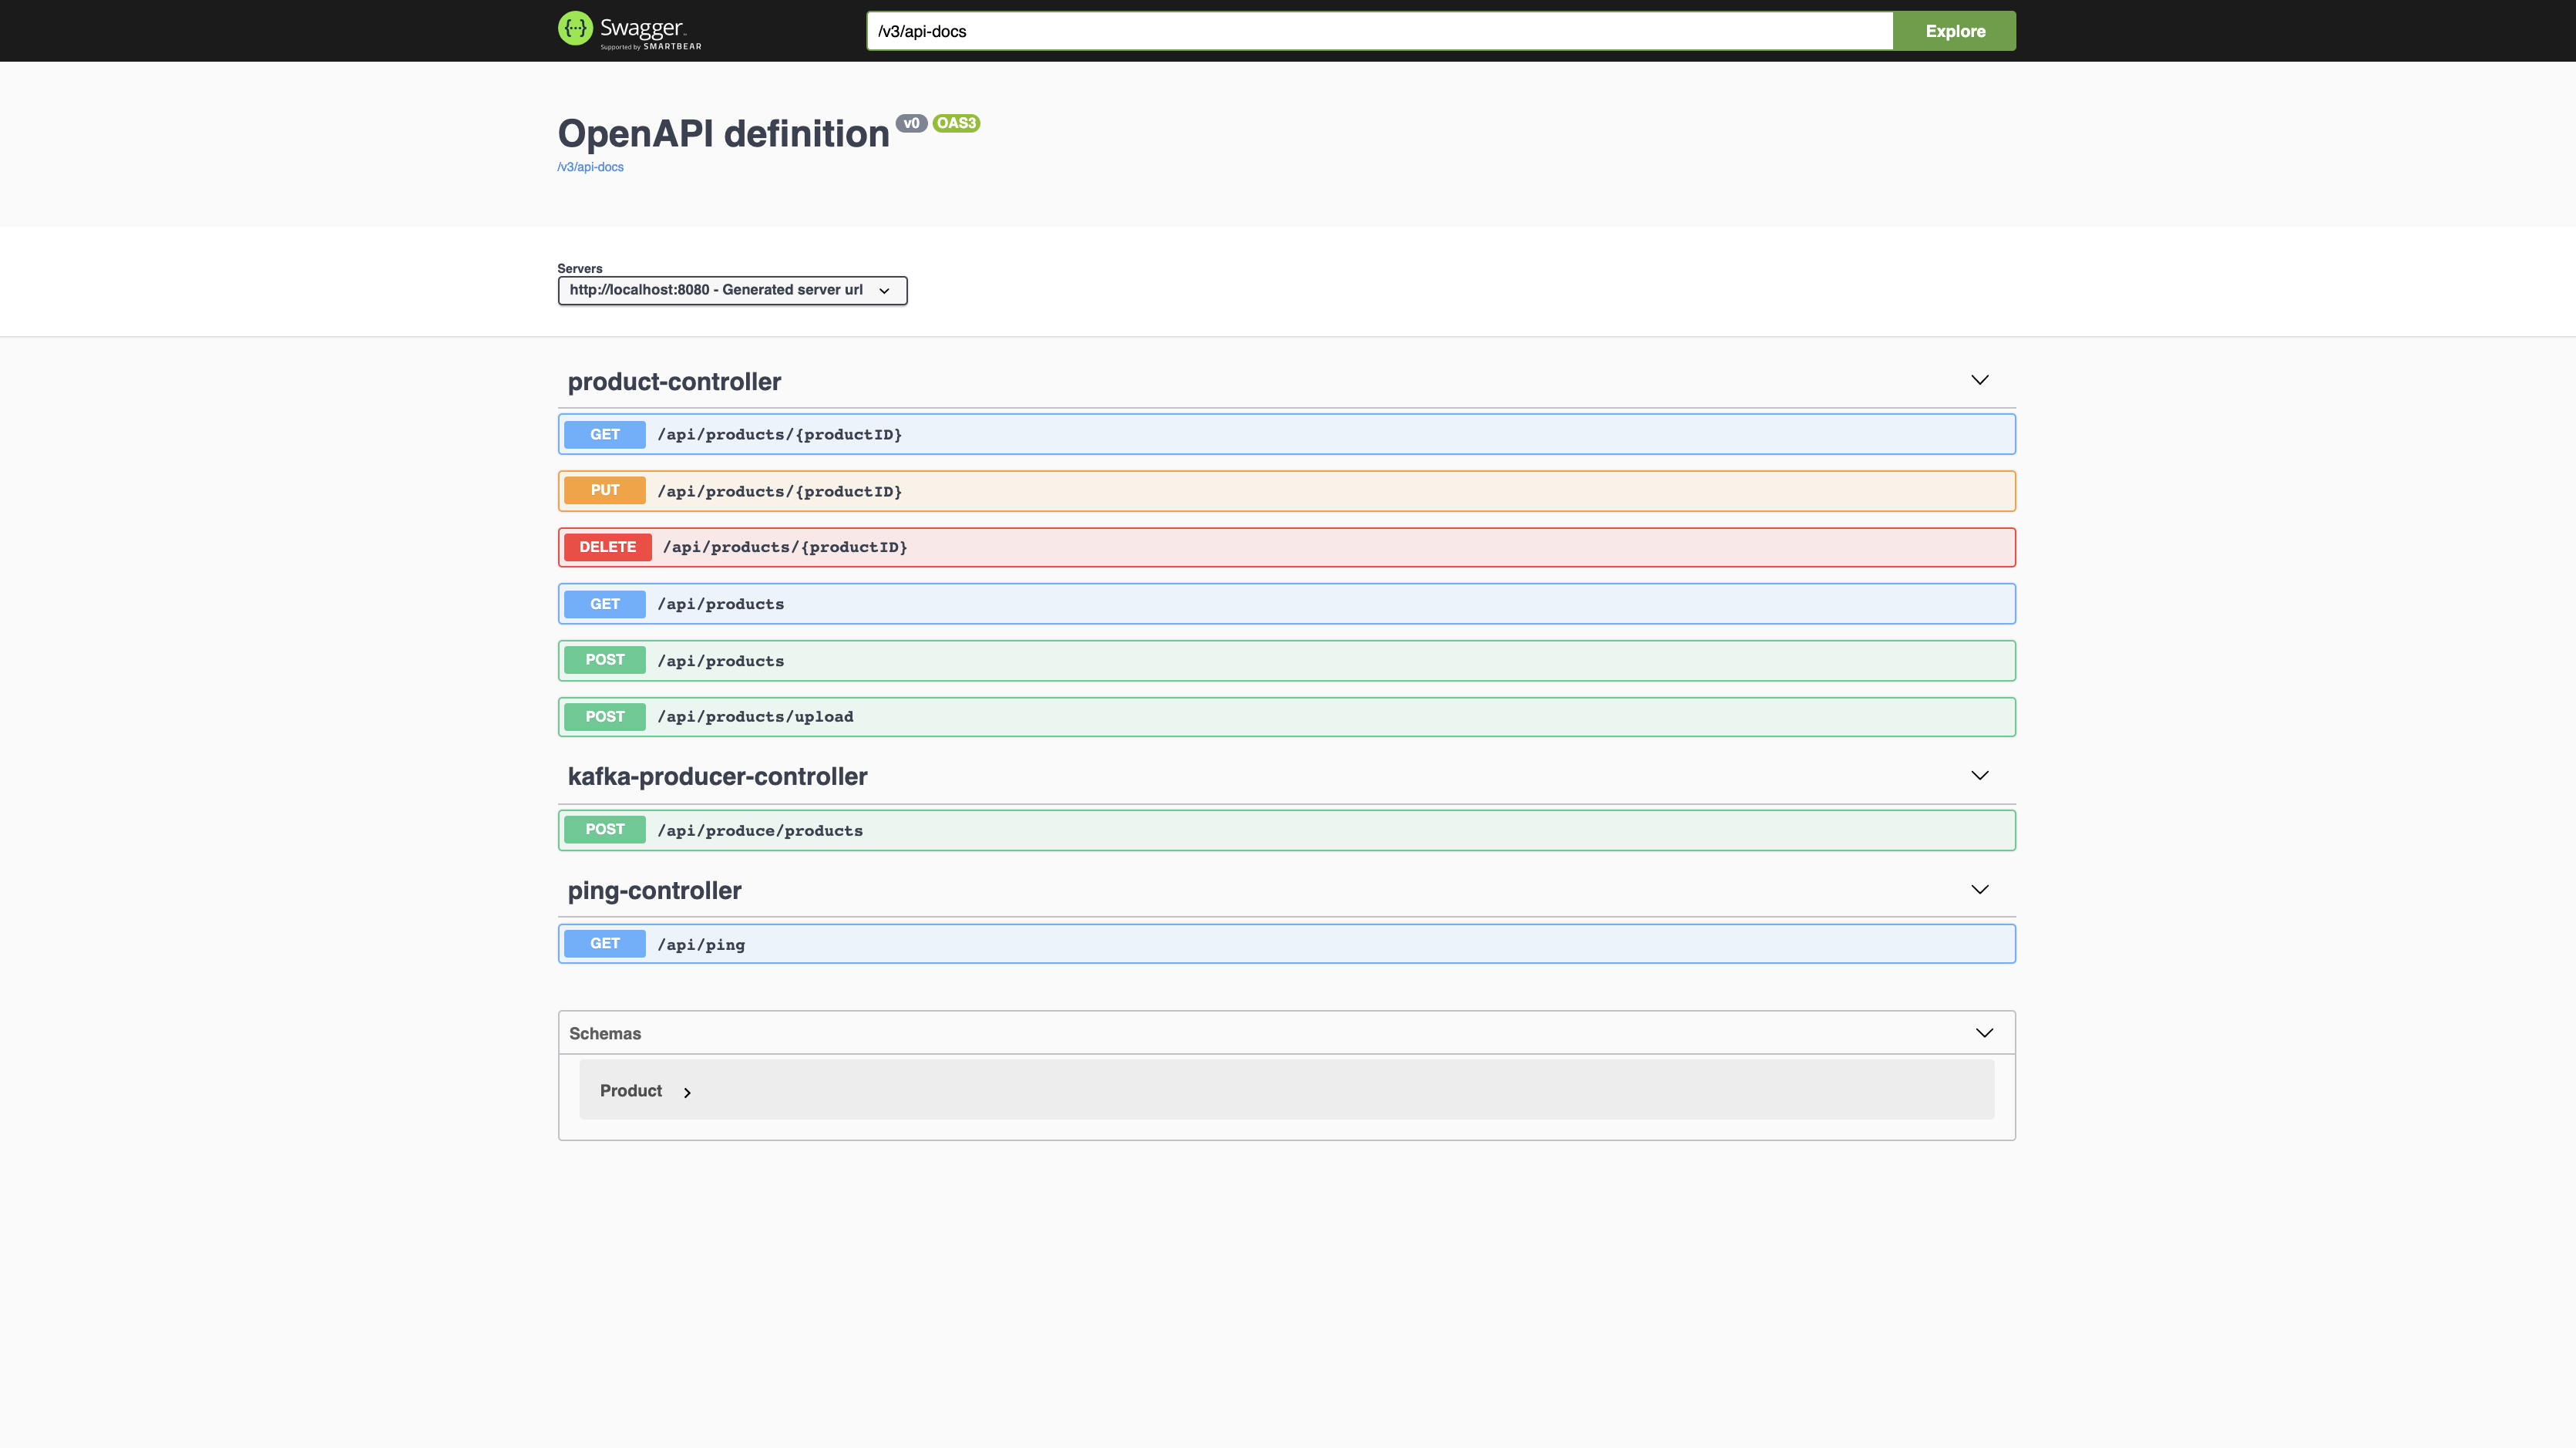 {...} Swagger
Supported by SMARTBEAR
/v3/api-docs
Explore
OpenAPI definition v0 OAS3
/v3/api-docs
Servers
http://localhost:8080 - Generated server url
product-controller
GET /api/products/{productID}
PUT /api/products/{productID}
DELETE /api/products/{productID}
GET /api/products
POST /api/products
POST /api/products/upload
kafka-producer-controller
POST /api/produce/products
ping-controller
GET /api/ping
Schemas
Product